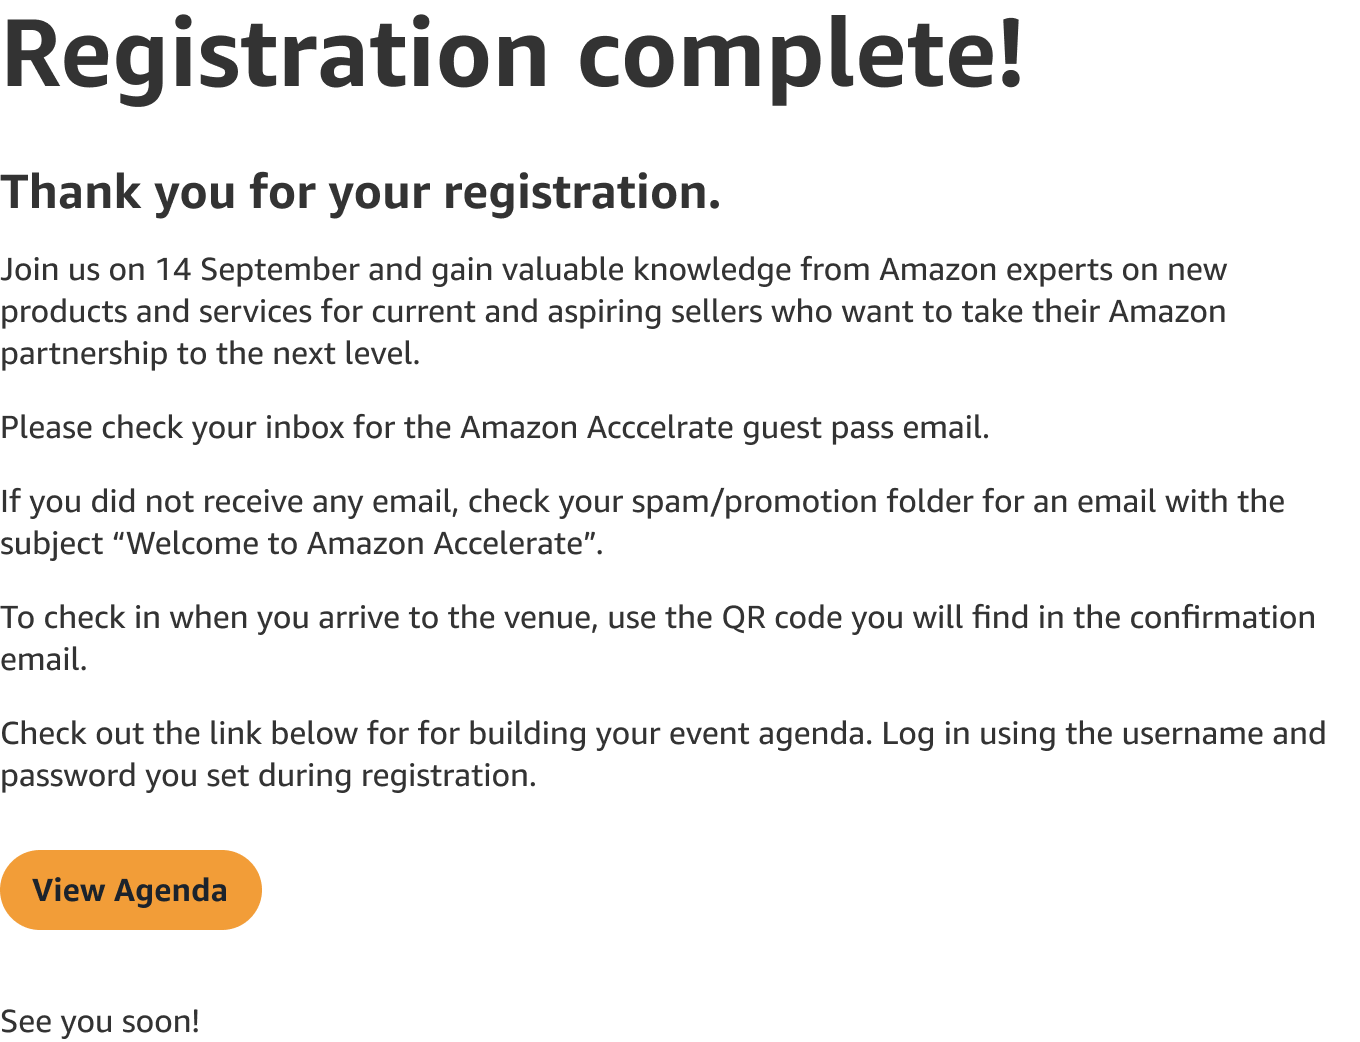 Registration complete!
Thank you for your registration.
Join us on 14 September and gain valuable knowledge from Amazon experts on new
products and services for current and aspiring sellers who want to take their Amazon
partnership to the next level.
Please check your inbox for the Amazon Acccelrate guest pass email.
If you did not receive any email, check your spam/promotion folder for an email with the
subject “Welcome to Amazon Accelerate”.
To check in when you arrive to the venue, use the QR code you will find in the confirmation
email.
Check out the link below for for building your event agenda. Log in using the username and
password you set during registration.
View Agenda
See you soon!